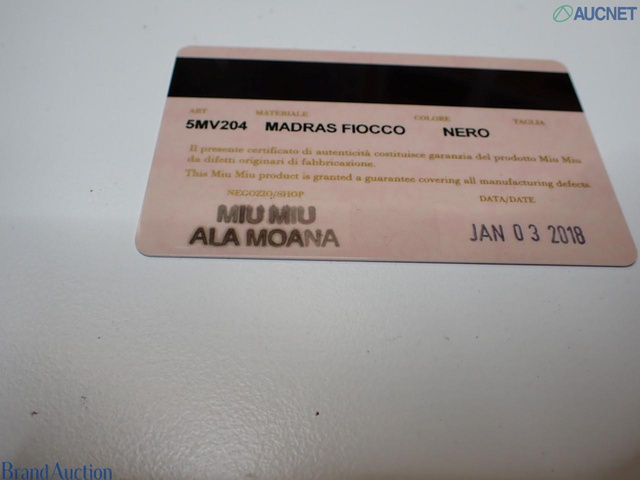 AUCNET
ART MATERIALE COLORE TAGLIA
5MV204 MADRAS FIOCCO NERO
Il presente certificato di autenticità costituisce garanzia del prodotto Miu Miu
da difetti originari di fabbricazione.
This Miu Miu product is granted a guarantee covering all manufacturing defects
NEGOZIO/SHOP DATA/DATE
MIU MIU
ALA MOANA JAN 03 2018
Brand Auction